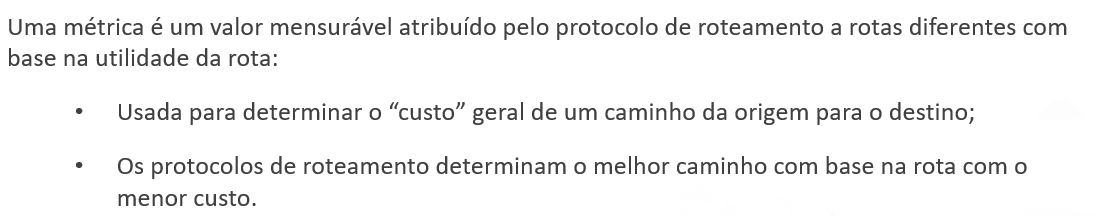 Uma métrica é um valor mensurável atribuído pelo protocolo de roteamento a rotas diferentes com
base na utilidade da rota:
• Usada para determinar o “custo” geral de um caminho da origem para o destino;
• Os protocolos de roteamento determinam o melhor caminho com base na rota com o
menor custo.